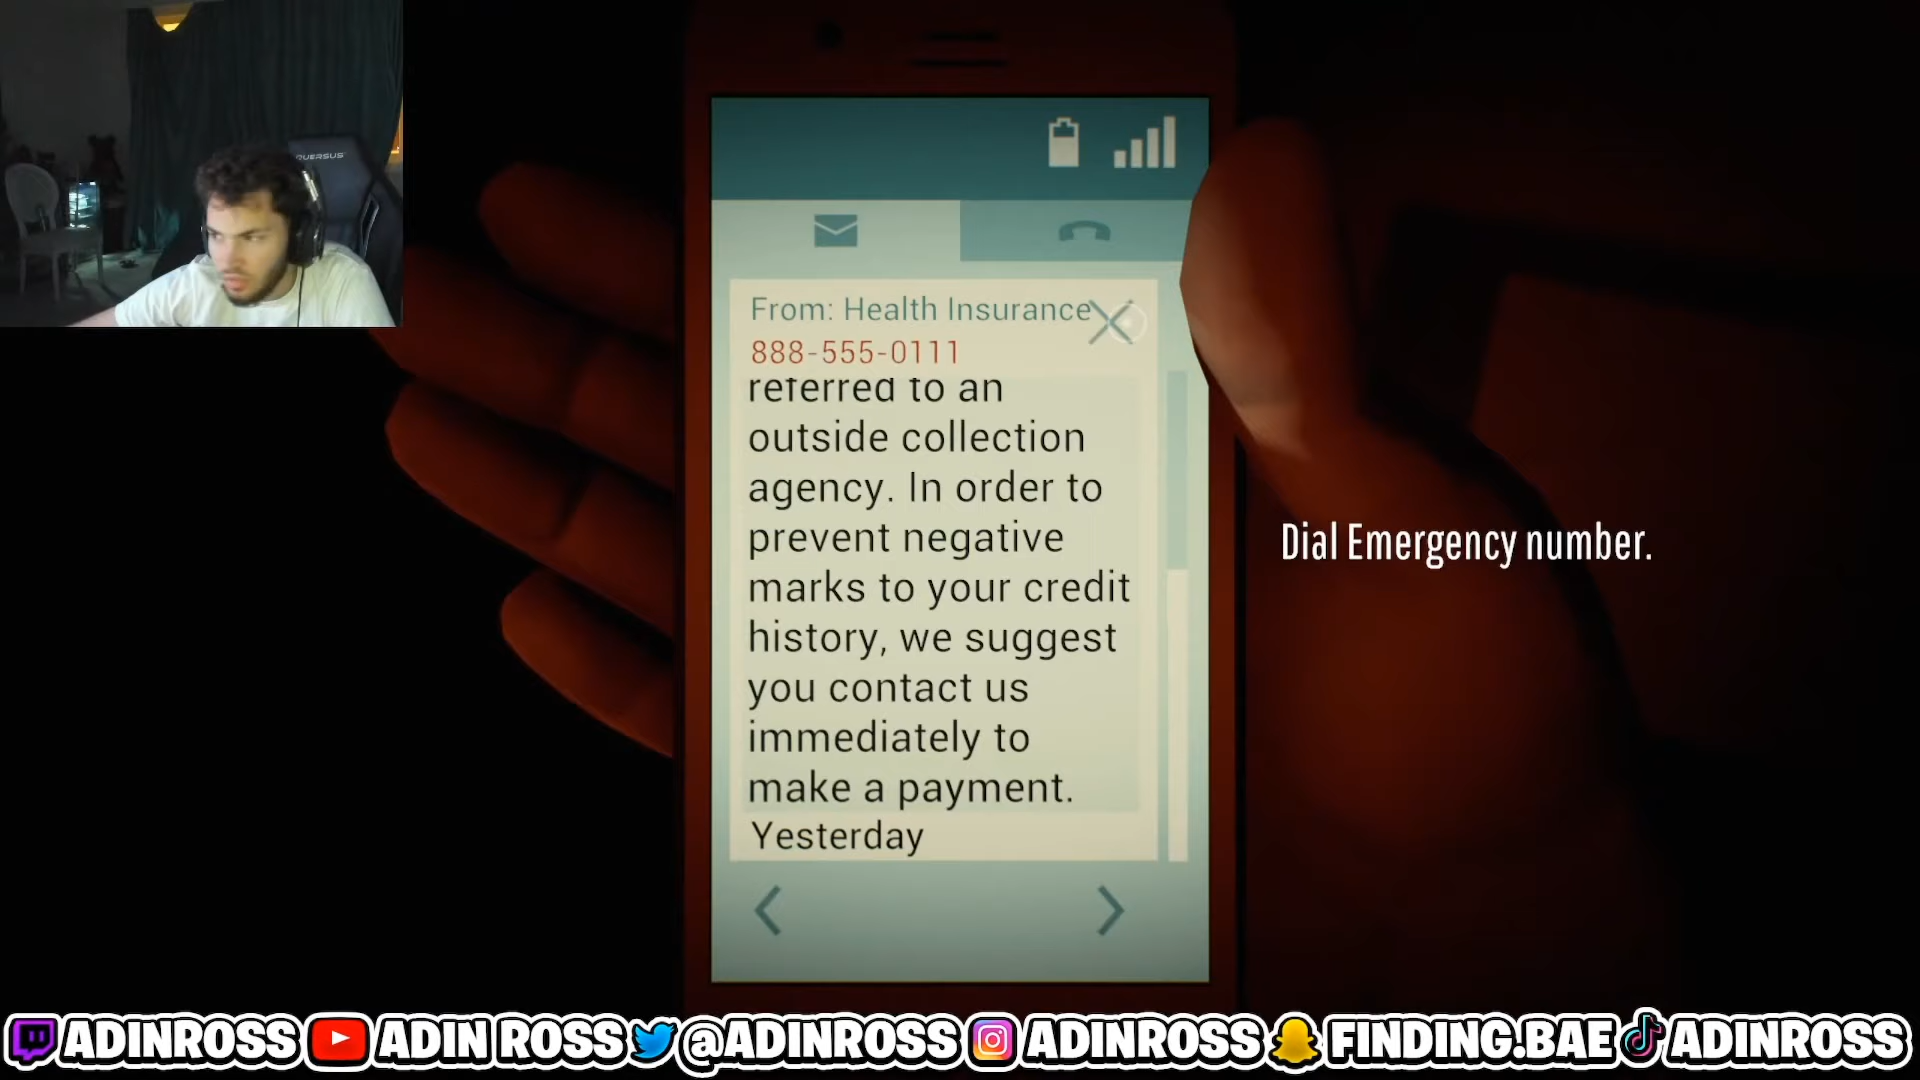 QUERSUS
From: Health Insurance
888-555-0111
referred to an
outside collection
agency. In order to
prevent negative
marks to your credit
history, we suggest
you contact us
immediately to
make a payment.
Yesterday
Dial Emergency number.
ADINROSS ADIN ROSS @ADINROSS ADINROSS FINDING.BAE ADINROSS